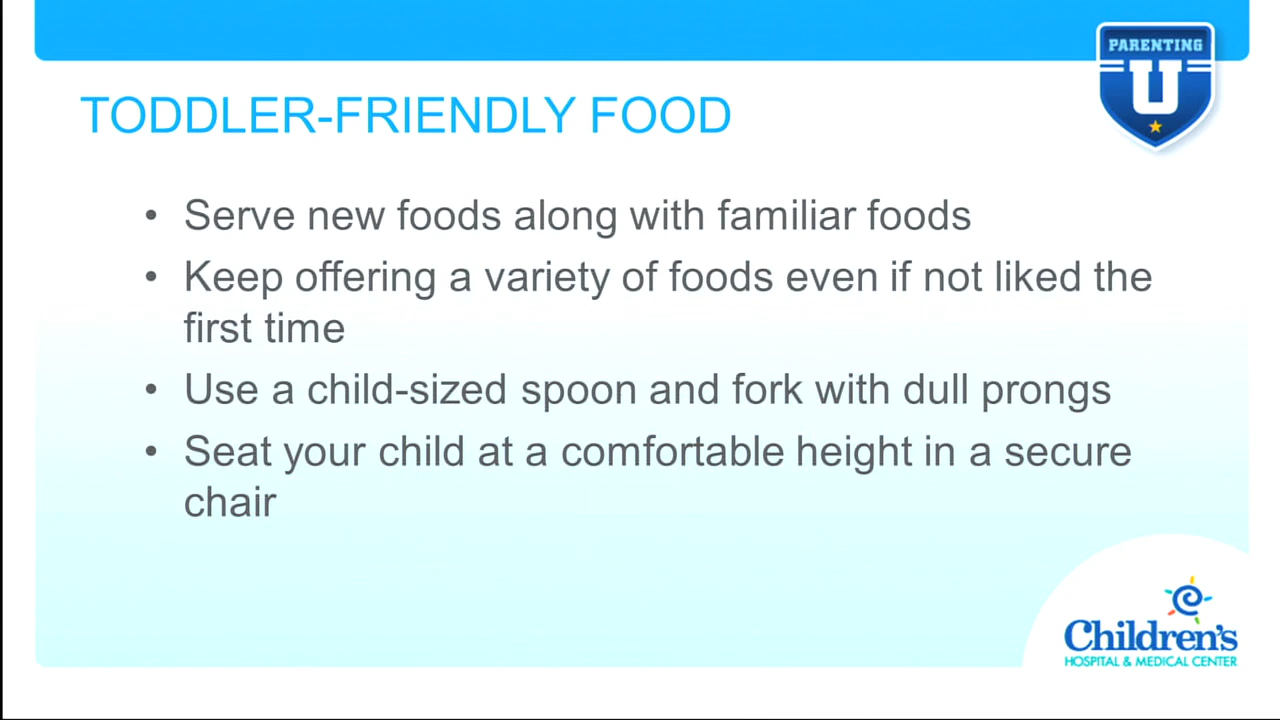 PARENTING
U
TODDLER-FRIENDLY FOOD
• Serve new foods along with familiar foods
• Keep offering a variety of foods even if not liked the
first time
• Use a child-sized spoon and fork with dull prongs
• Seat your child at a comfortable height in a secure
chair
Children's
HOSPITAL & MEDICAL CENTER